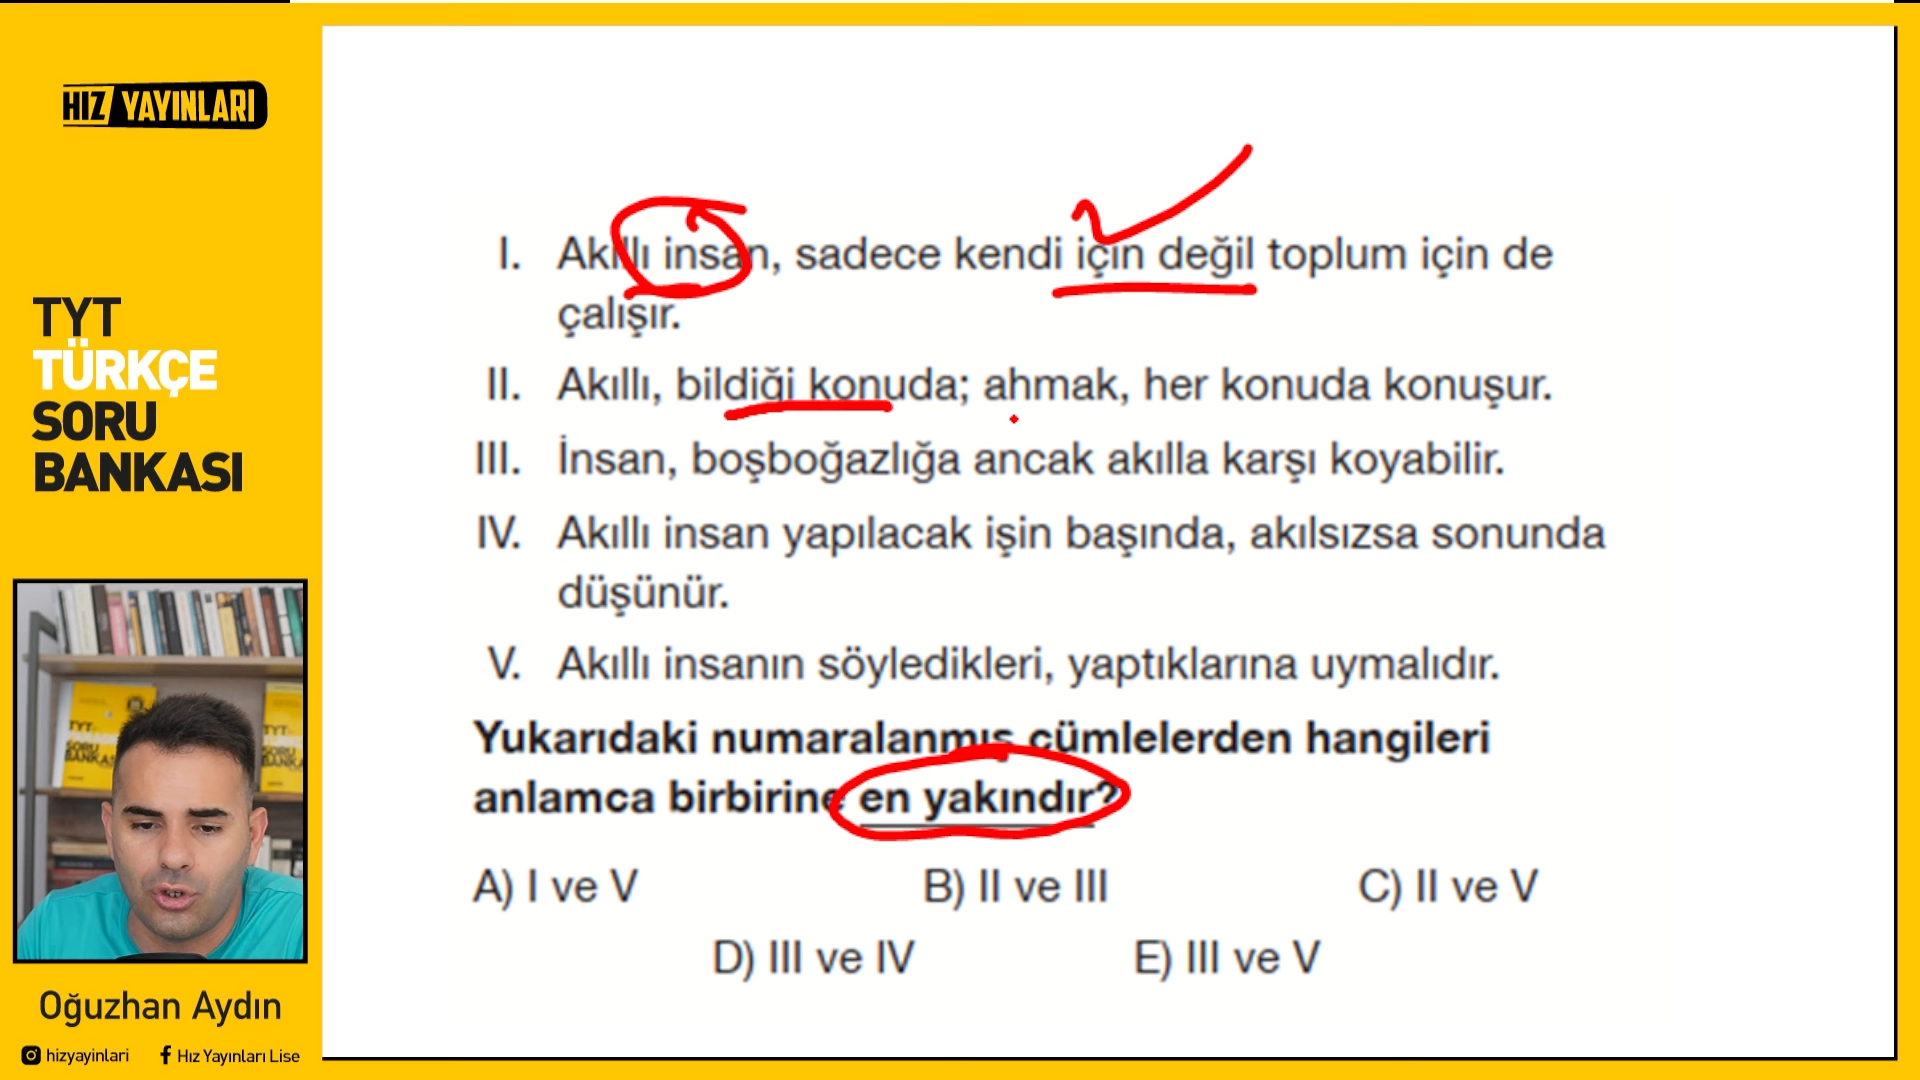 HIZ YAYINLARI
TYT
TÜRKÇE
SORU
BANKASI
I. Akıllı insan, sadece kendi için değil toplum için de
çalışır.
II. Akıllı, bildiği konuda; ahmak, her konuda konuşur.
III. İnsan, boşboğazlığa ancak akılla karşı koyabilir.
IV. Akıllı insan yapılacak işin başında, akılsızsa sonunda
düşünür.
V. Akıllı insanın söyledikleri, yaptıklarına uymalıdır.
Yukarıdaki numaralanmış cümlelerden hangileri
anlamca birbirine en yakındır?
A) I ve V B) II ve III C) II ve V
D) III ve IV E) III ve V
Oğuzhan Aydın
hizyayinlari Hız Yayınları Lise